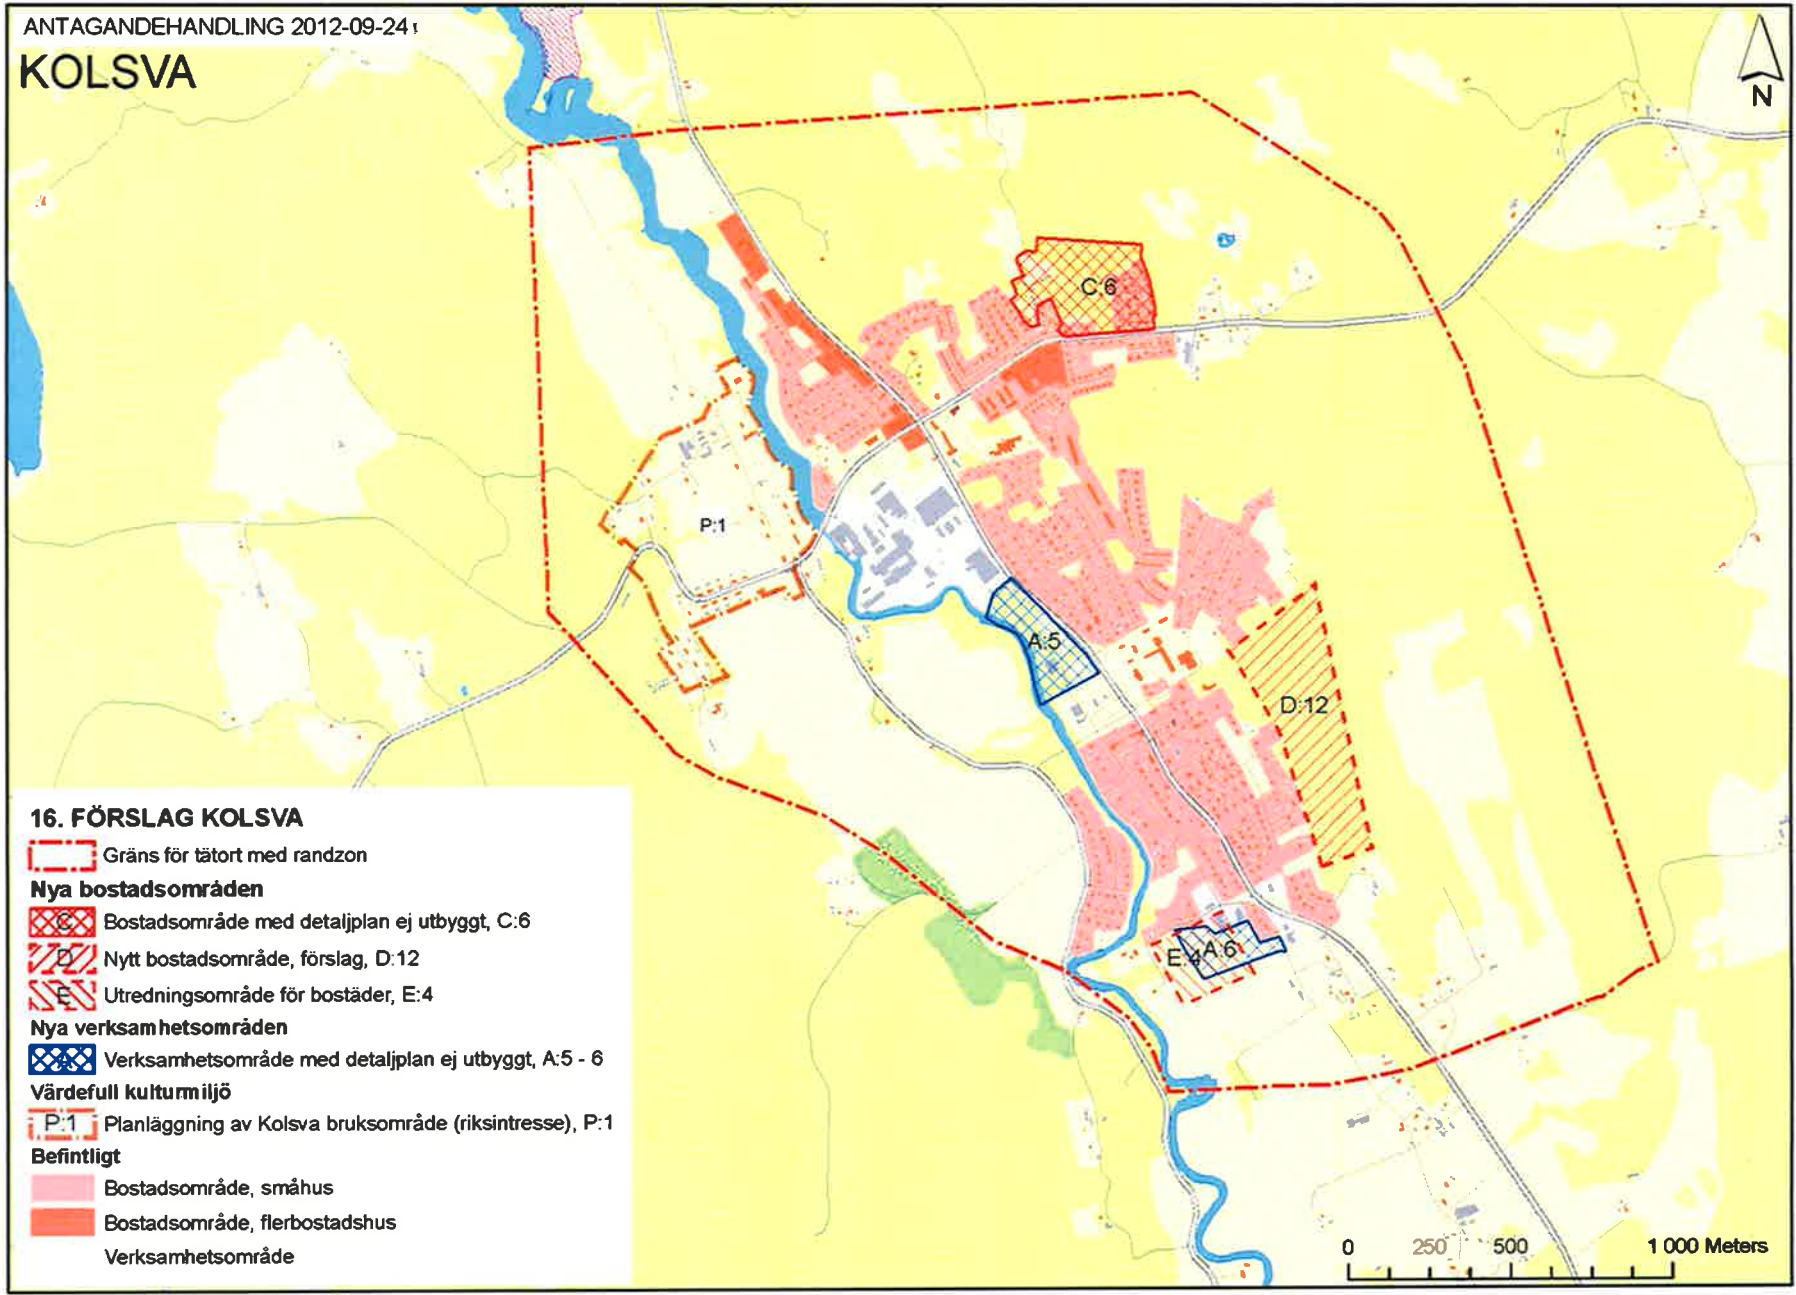 ANTAGANDEHANDLING 2012-09-24
KOLSVA
N
C:6
P:1
A:5
D:12
E:4
A:6
16. FÖRSLAG KOLSVA
Gräns för tätort med randzon
Nya bostadsområden
C Bostadsområde med detaljplan ej utbyggt, C:6
D Nytt bostadsområde, förslag, D:12
E Utredningsområde för bostäder, E:4
Nya verksamhetsområden
A Verksamhetsområde med detaljplan ej utbyggt, A:5 - 6
Värdefull kulturmiljö
P:1 Planläggning av Kolsva bruksområde (riksintresse), P:1
Befintligt
Bostadsområde, småhus
Bostadsområde, flerbostadshus
Verksamhetsområde
0 250 500 1 000 Meters